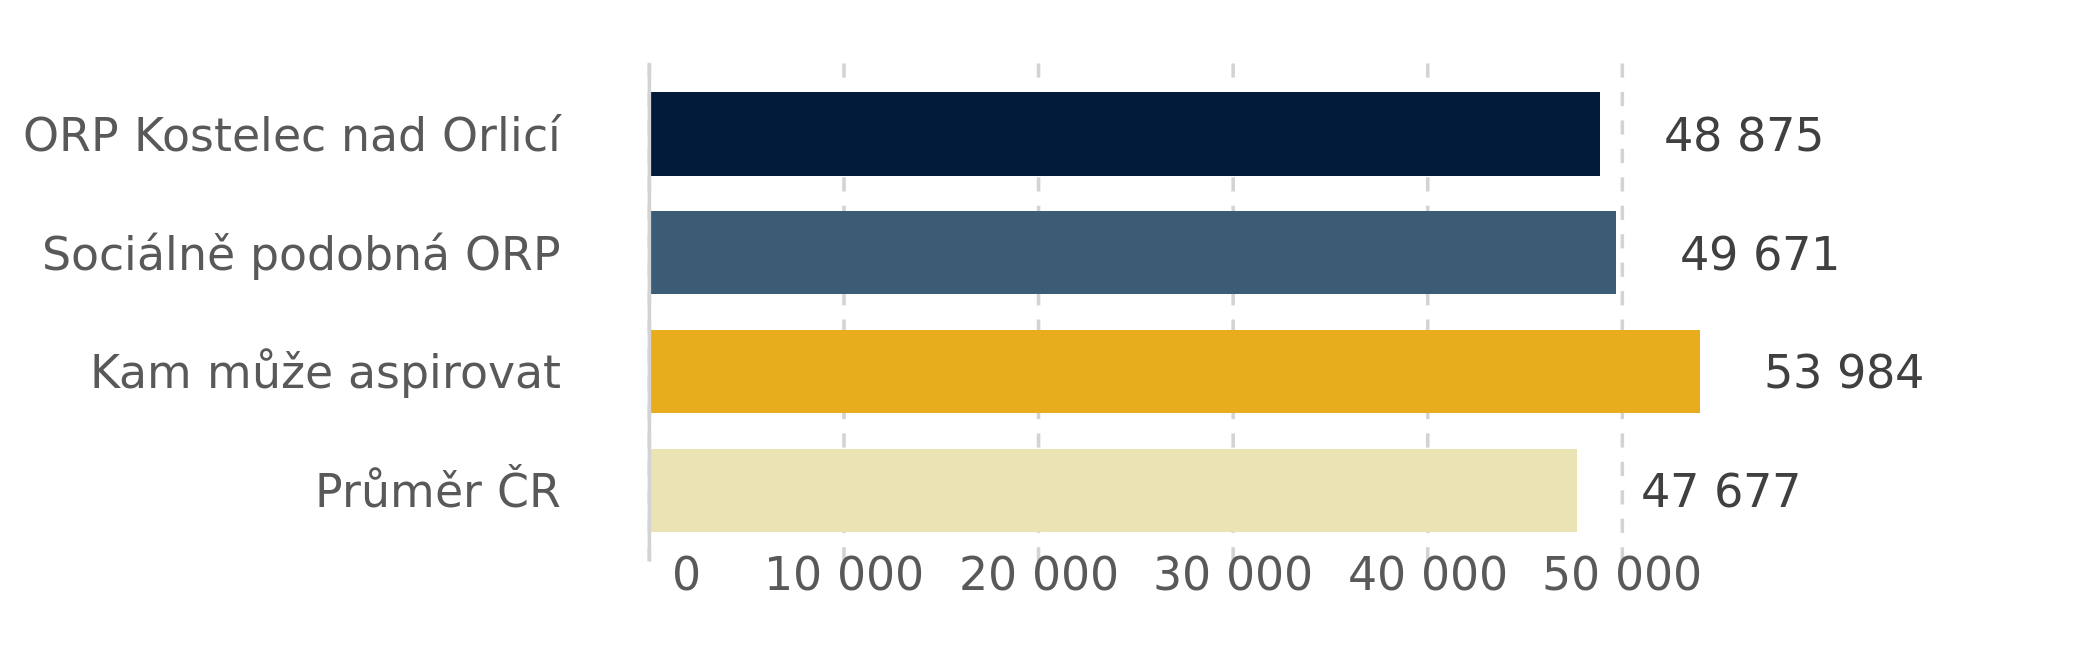 ORP Kostelec nad Orlicí 48 875
Sociálně podobná ORP 49 671
Kam může aspirovat 53 984
Průměr ČR 47 677
0 10 000 20 000 30 000 40 000 50 000